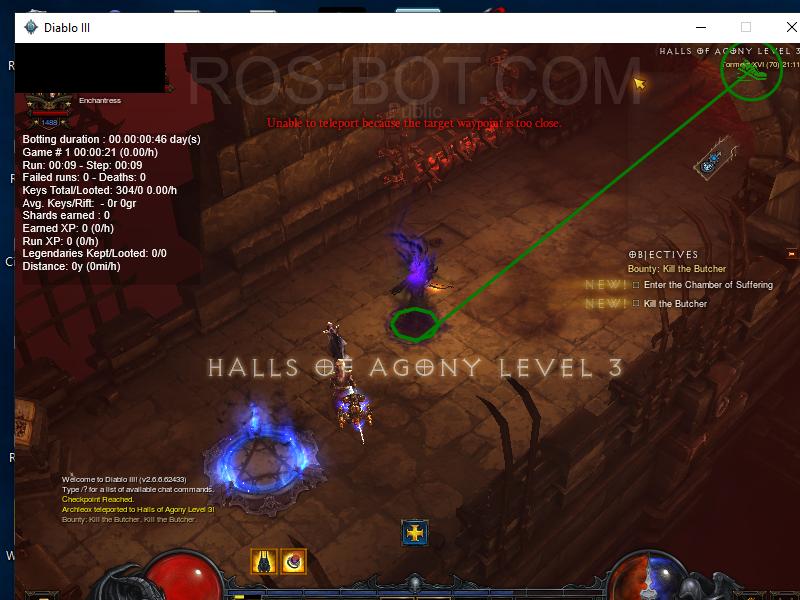 Diablo III
HALLS OF AGONY LEVEL 3
ROS-BOT.COM
Public
Enchantress
1488
Unable to teleport because the target waypoint is too close.
Botting duration : 00.00:00:46 day(s)
Game # 1 00:00:21 (0.00/h)
Run: 00:09 - Step: 00:09
Failed runs: 0 - Deaths: 0
Keys Total/Looted: 304/0 0.00/h
Avg. Keys/Rift:  - 0r 0gr
Shards earned : 0
Earned XP: 0 (0/h)
Run XP: 0 (0/h)
Legendaries Kept/Looted: 0/0
Distance: 0y (0mi/h)
OBJECTIVES
Bounty: Kill the Butcher
NEW! Enter the Chamber of Suffering
NEW! Kill the Butcher
HALLS OF AGONY LEVEL 3
Welcome to Diablo III! (v2.6.6.62433)
Type /? for a list of available chat commands.
Checkpoint Reached.
Archleox teleported to Halls of Agony Level 3!
Bounty: Kill the Butcher, Kill the Butcher.